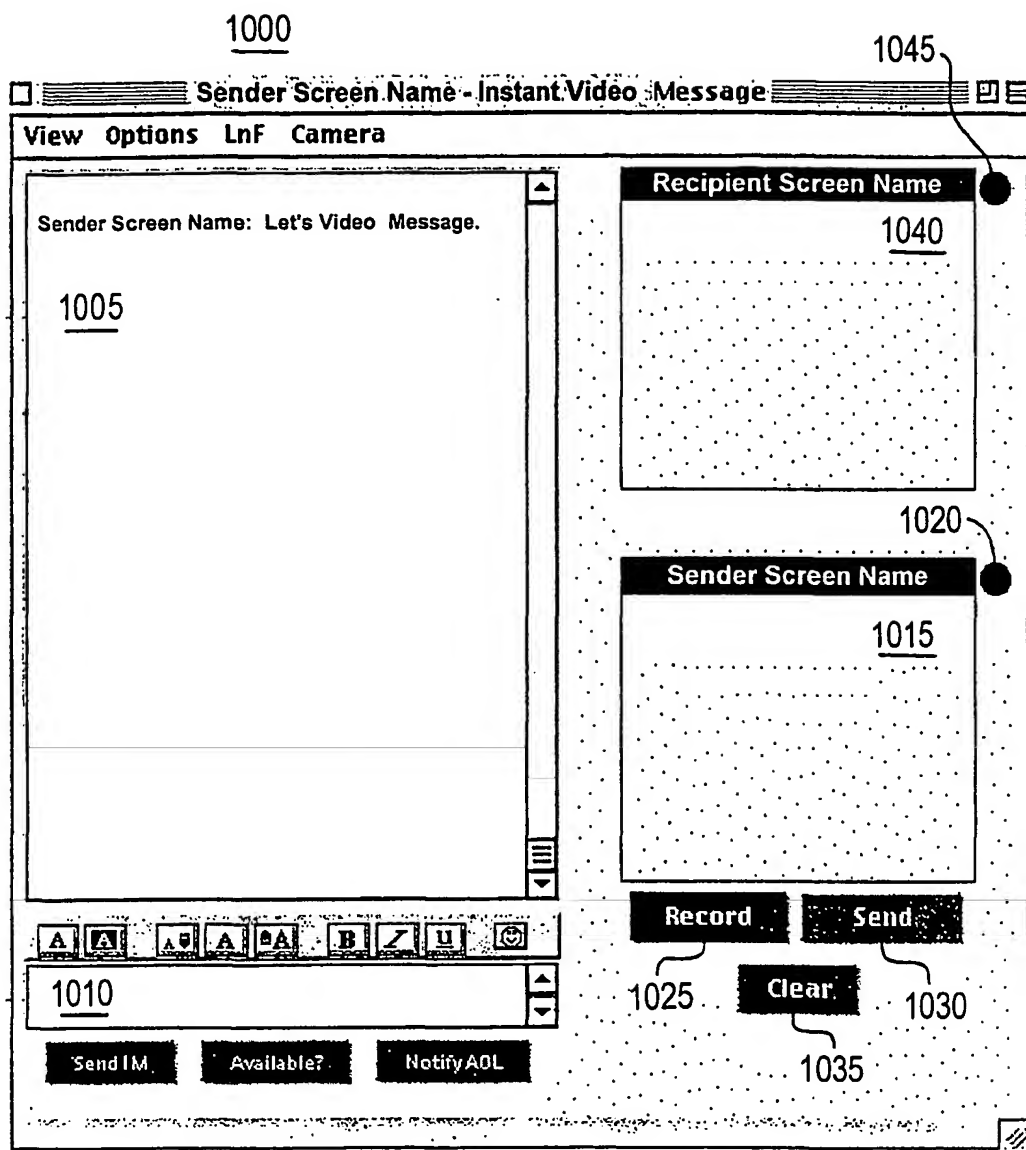 1000
1045
Sender Screen Name - Instant Video Message
View Options LnF Camera
Sender Screen Name: Let's Video Message.
1005
Recipient Screen Name
1040
1020
Sender Screen Name
1015
Record Send
1025 Clear 1030
1035
A A A A A B I U
1010
Send IM Available? Notify AOL